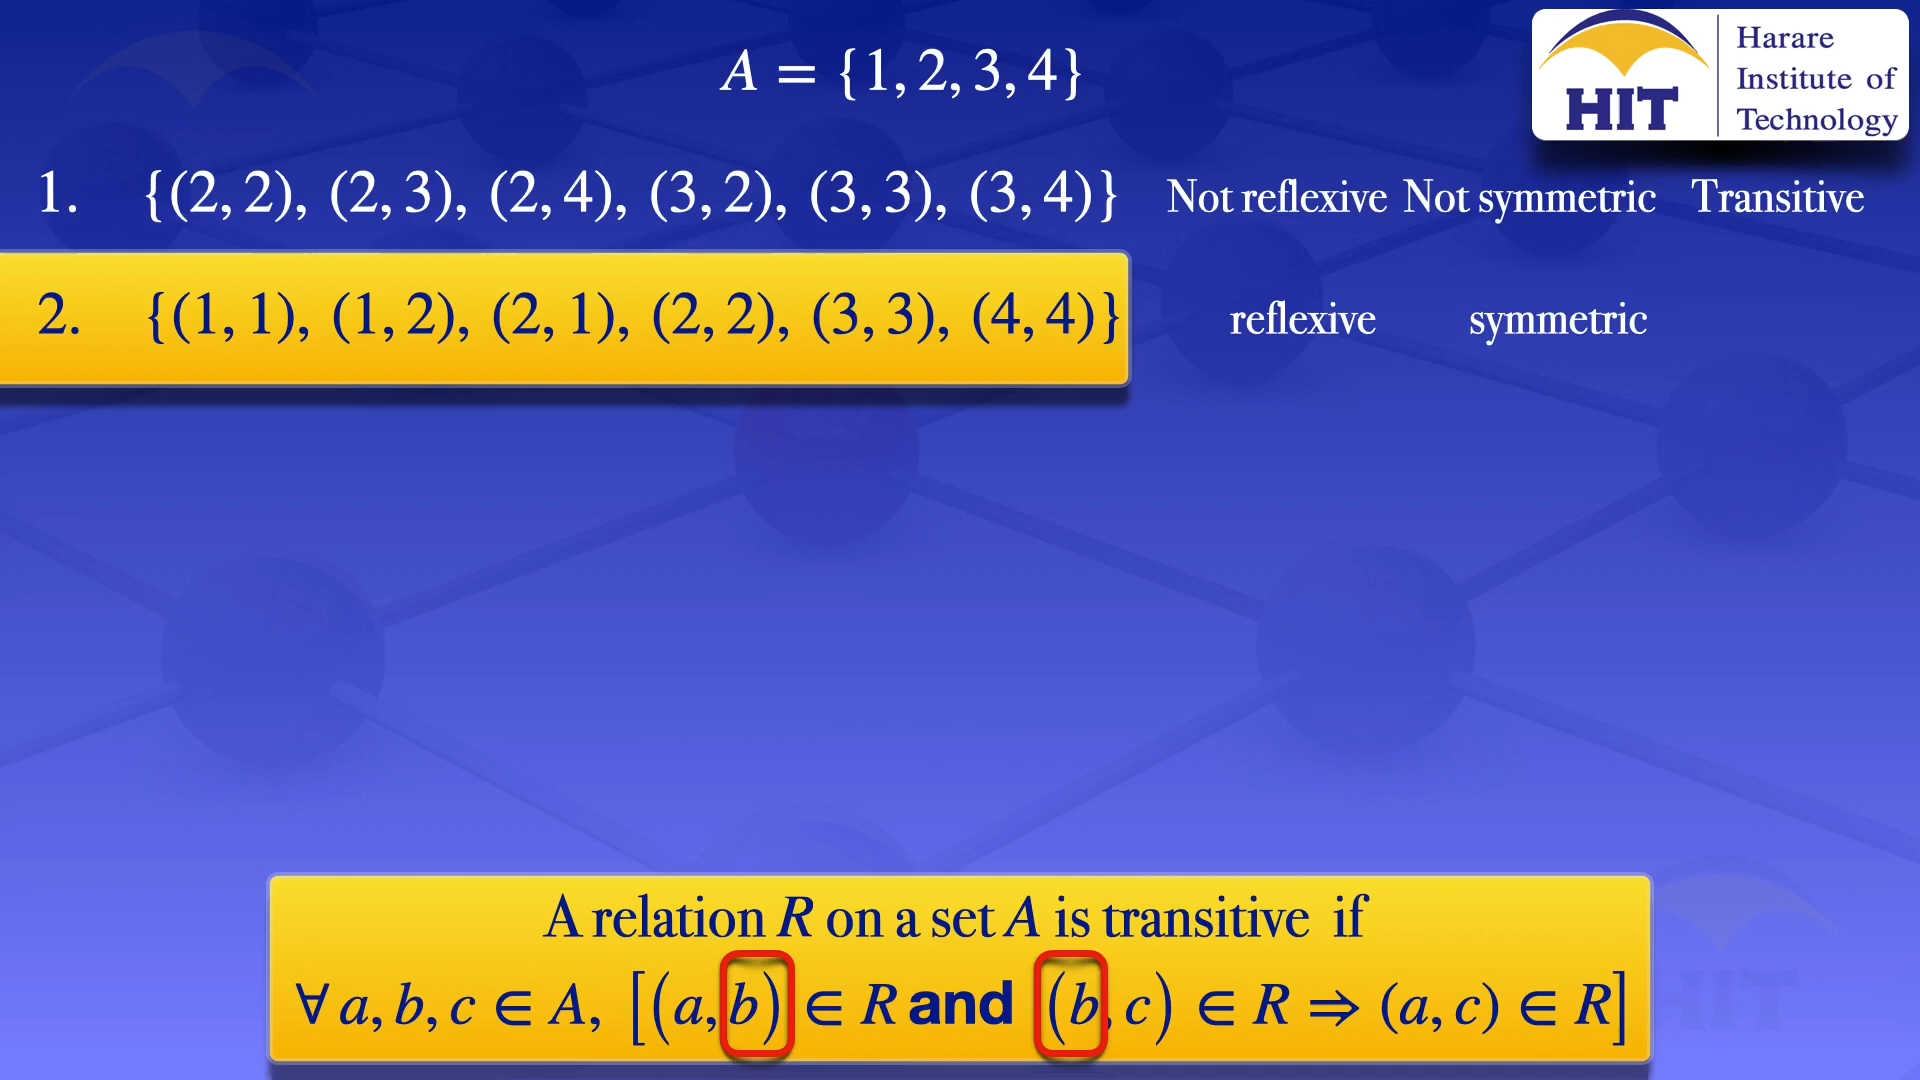 A = {1, 2, 3, 4}
HIT
Harare
Institute of
Technology
1. {(2, 2), (2, 3), (2, 4), (3, 2), (3, 3), (3, 4)} Not reflexive Not symmetric Transitive
2. {(1, 1), (1, 2), (2, 1), (2, 2), (3, 3), (4, 4)} reflexive symmetric
A relation R on a set A is transitive if
∀ a, b, c ∈ A, [(a, b) ∈ R and (b, c) ∈ R ⇒ (a, c) ∈ R]
HIT